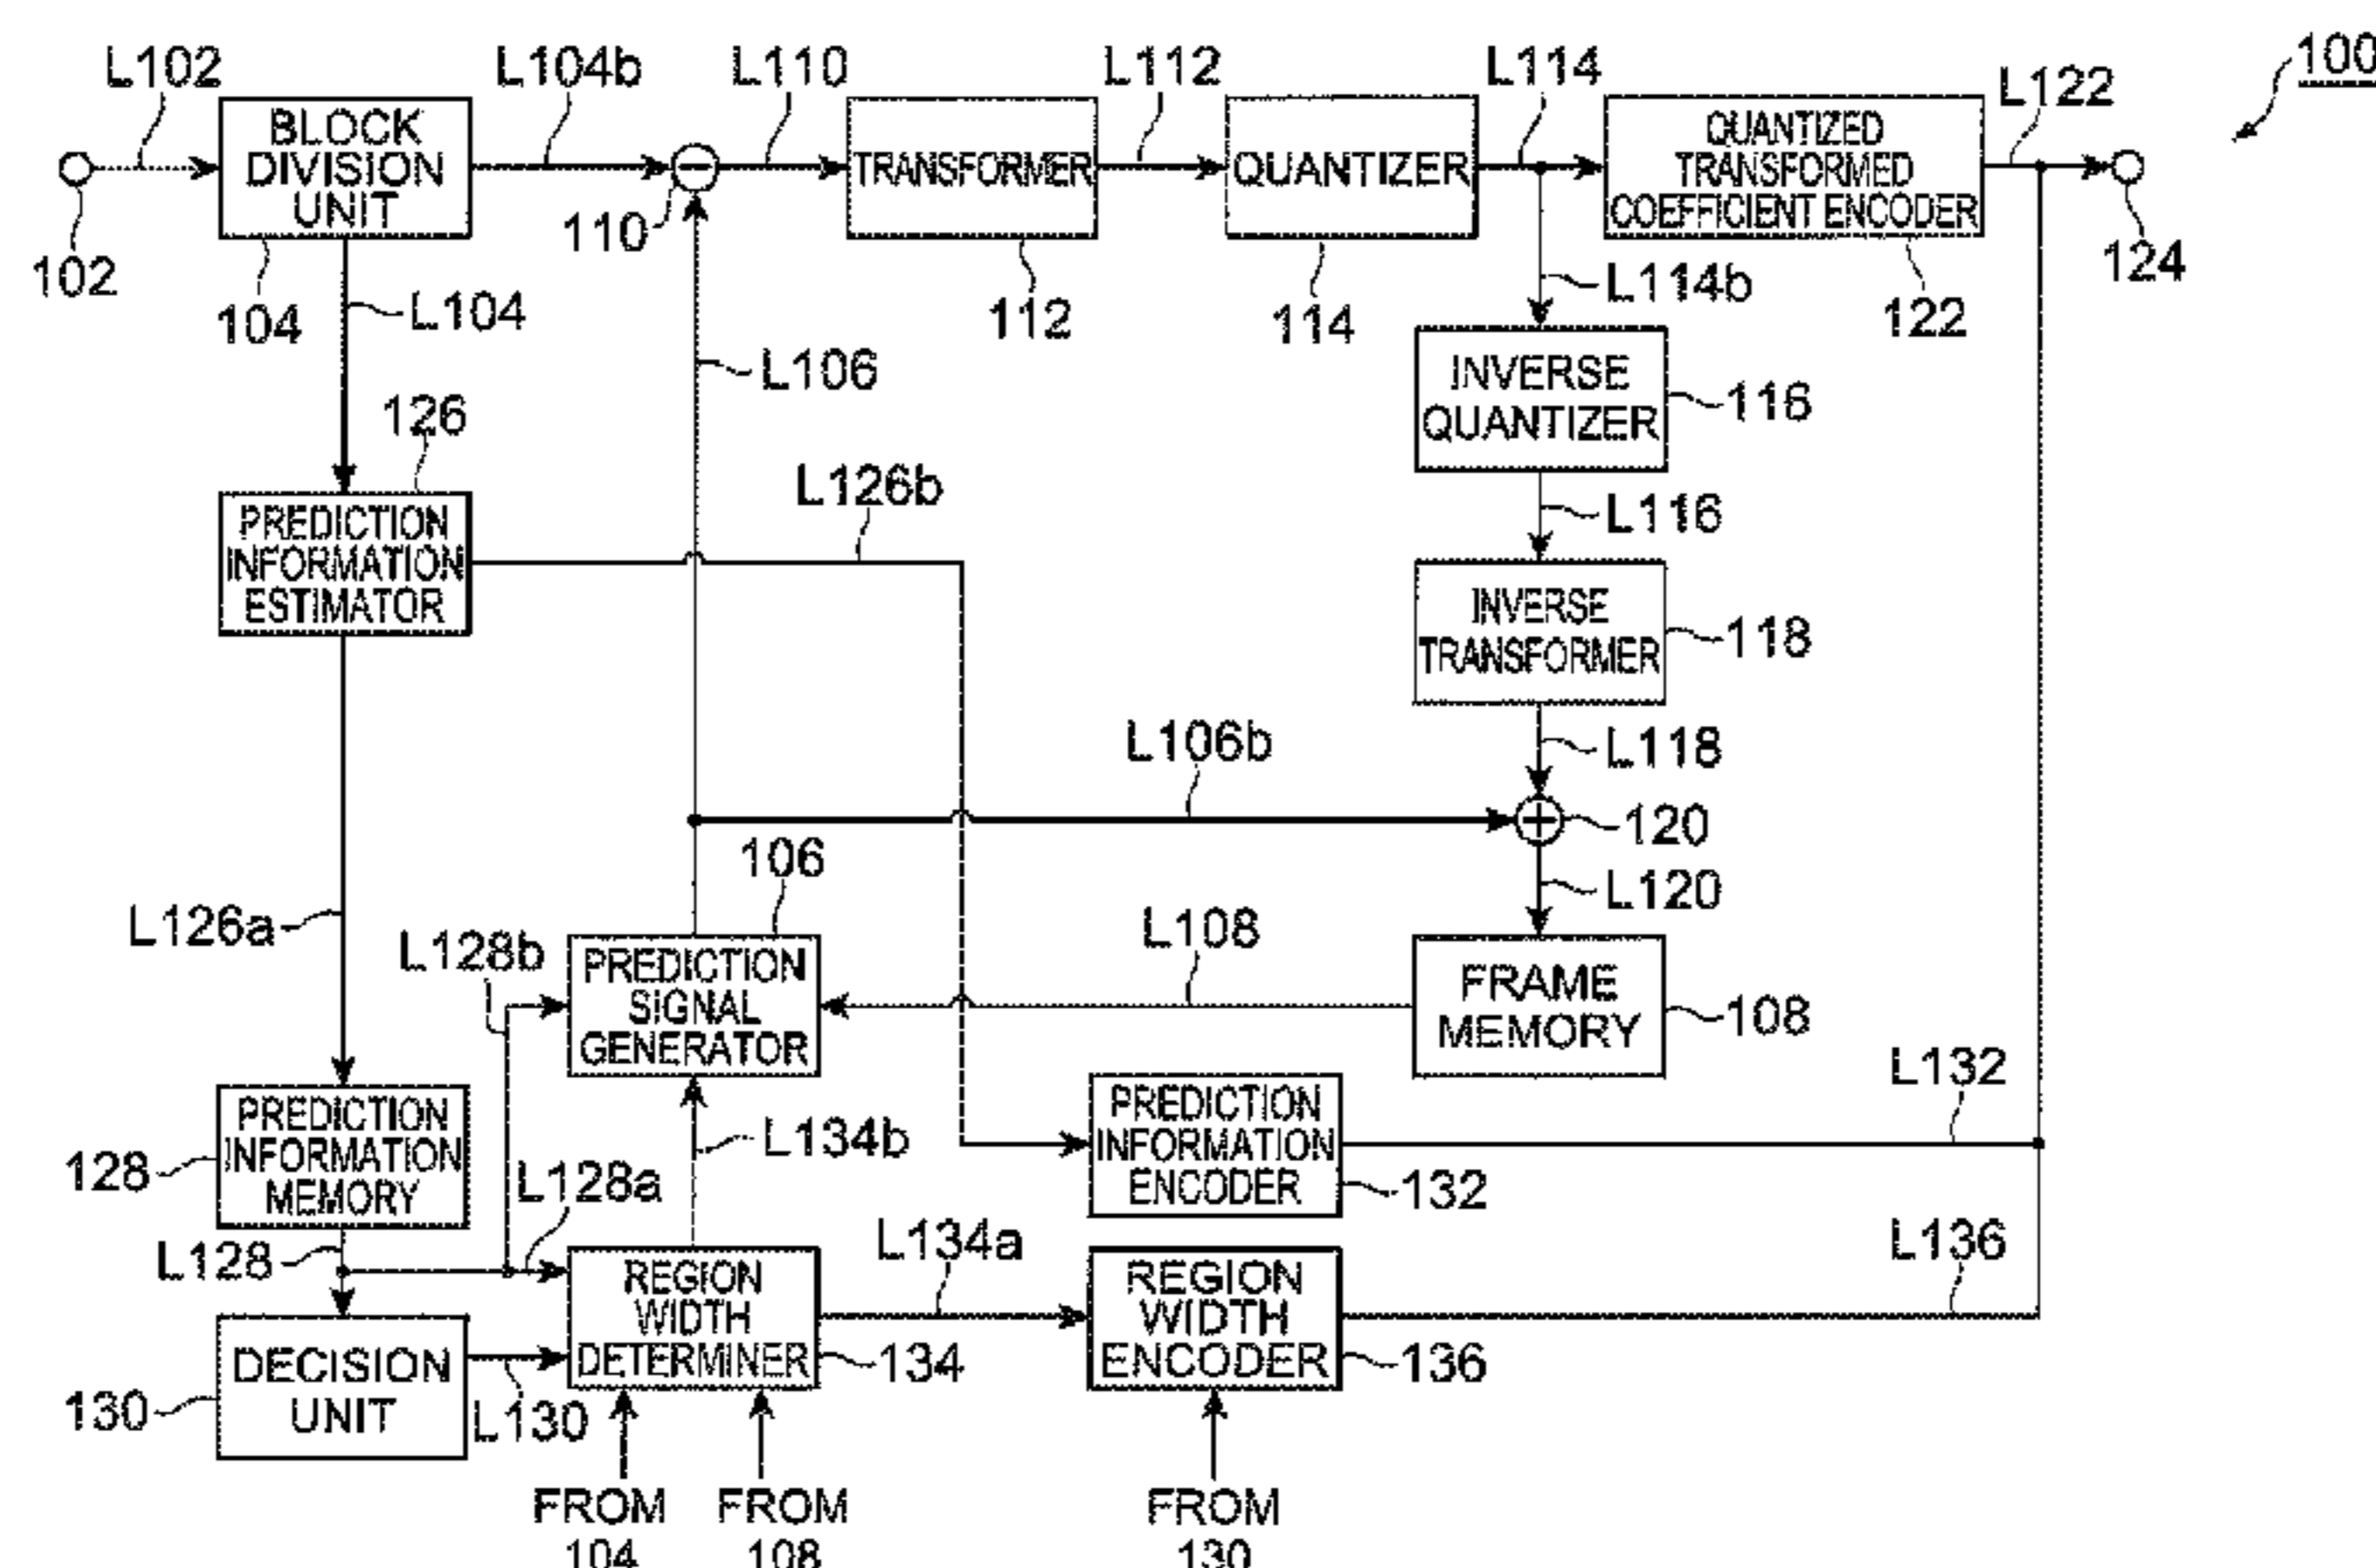 100
L102
L104b
L110
L112
L114
L122
BLOCK
DIVISION
UNIT
TRANSFORMER
QUANTIZER
QUANTIZED
TRANSFORMED
COEFFICIENT ENCODER
102
104
L104
110
112
114
L114b
122
124
L106
INVERSE
QUANTIZER
116
126
L126b
L116
PREDICTION
INFORMATION
ESTIMATOR
INVERSE
TRANSFORMER
118
L106b
L118
120
106
L120
L126a
L128b
L108
PREDICTION
SIGNAL
GENERATOR
FRAME
MEMORY
108
L132
PREDICTION
INFORMATION
MEMORY
128
L134b
PREDICTION
INFORMATION
ENCODER
132
L128a
L128
L134a
L136
REGION
WIDTH
DETERMINER
134
REGION
WIDTH
ENCODER
136
DECISION
UNIT
130
L130
FROM
104
FROM
108
FROM
130